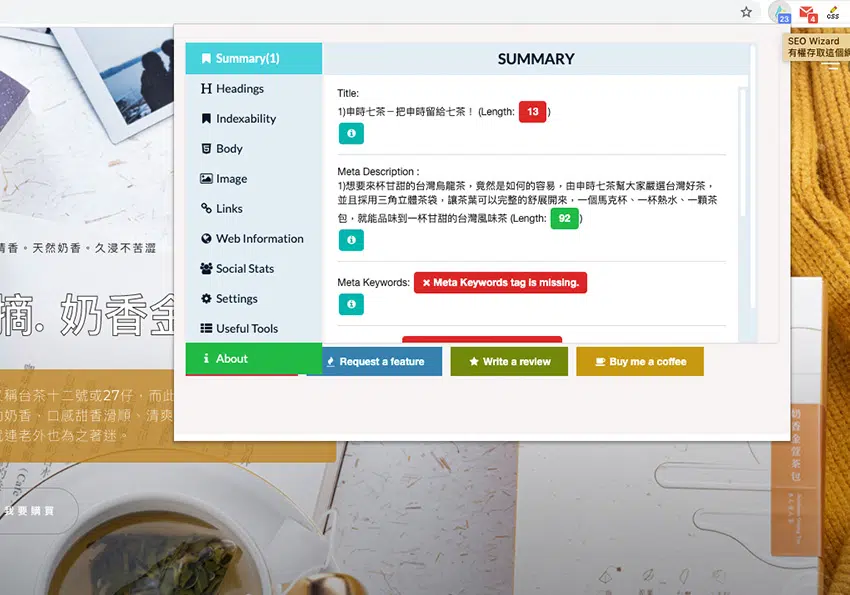 23
4
CSS
SEO Wizard
有權存取這個網
Summary(1)
Headings
Indexability
Body
Image
Links
Web Information
Social Stats
Settings
Useful Tools
About
SUMMARY
Title:
1)申時七茶－把申時留給七茶！ (Length: 13 )
Meta Description :
1)想要來杯甘甜的台灣烏龍茶，竟然是如何的容易，由申時七茶幫大家嚴選台灣好茶，
並且採用三角立體茶袋，讓茶葉可以完整的舒展開來，一個馬克杯、一杯熱水、一顆茶
包，就能品味到一杯甘甜的台灣風味茶 (Length: 92 )
Meta Keywords: × Meta Keywords tag is missing.
Request a feature
Write a review
Buy me a coffee
清香。天然奶香。久浸不苦澀
摘. 奶香金
又稱台茶十二號或27仔，而此
奶香、口感甜香滑順、清爽
連老外也為之著迷。
我要購買
奶香金萱茶包